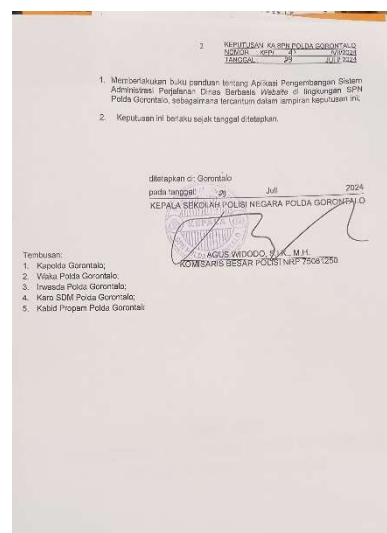 2
KEPUTUSAN KA SPN POLDA GORONTALO
NOMOR : KEP/ /VII/2024
TANGGAL : 29 JULI 2024
1. Memberlakukan buku panduan tentang Aplikasi Pengembangan Sistem
Administrasi Perjalanan Dinas Berbasis Website di lingkungan SPN
Polda Gorontalo, sebagaimana tercantum dalam lampiran keputusan ini;
2. Keputusan ini berlaku sejak tanggal ditetapkan.
ditetapkan di: Gorontalo
pada tanggal: Juli 2024
KEPALA SEKOLAH POLISI NEGARA POLDA GORONTALO
AGUS WIDODO, S.I.K., M.H.
KOMISARIS BESAR POLISI NRP 75081250
Tembusan:
1. Kapolda Gorontalo;
2. Waka Polda Gorontalo;
3. Irwasda Polda Gorontalo;
4. Karo SDM Polda Gorontalo;
5. Kabid Propam Polda Gorontalo